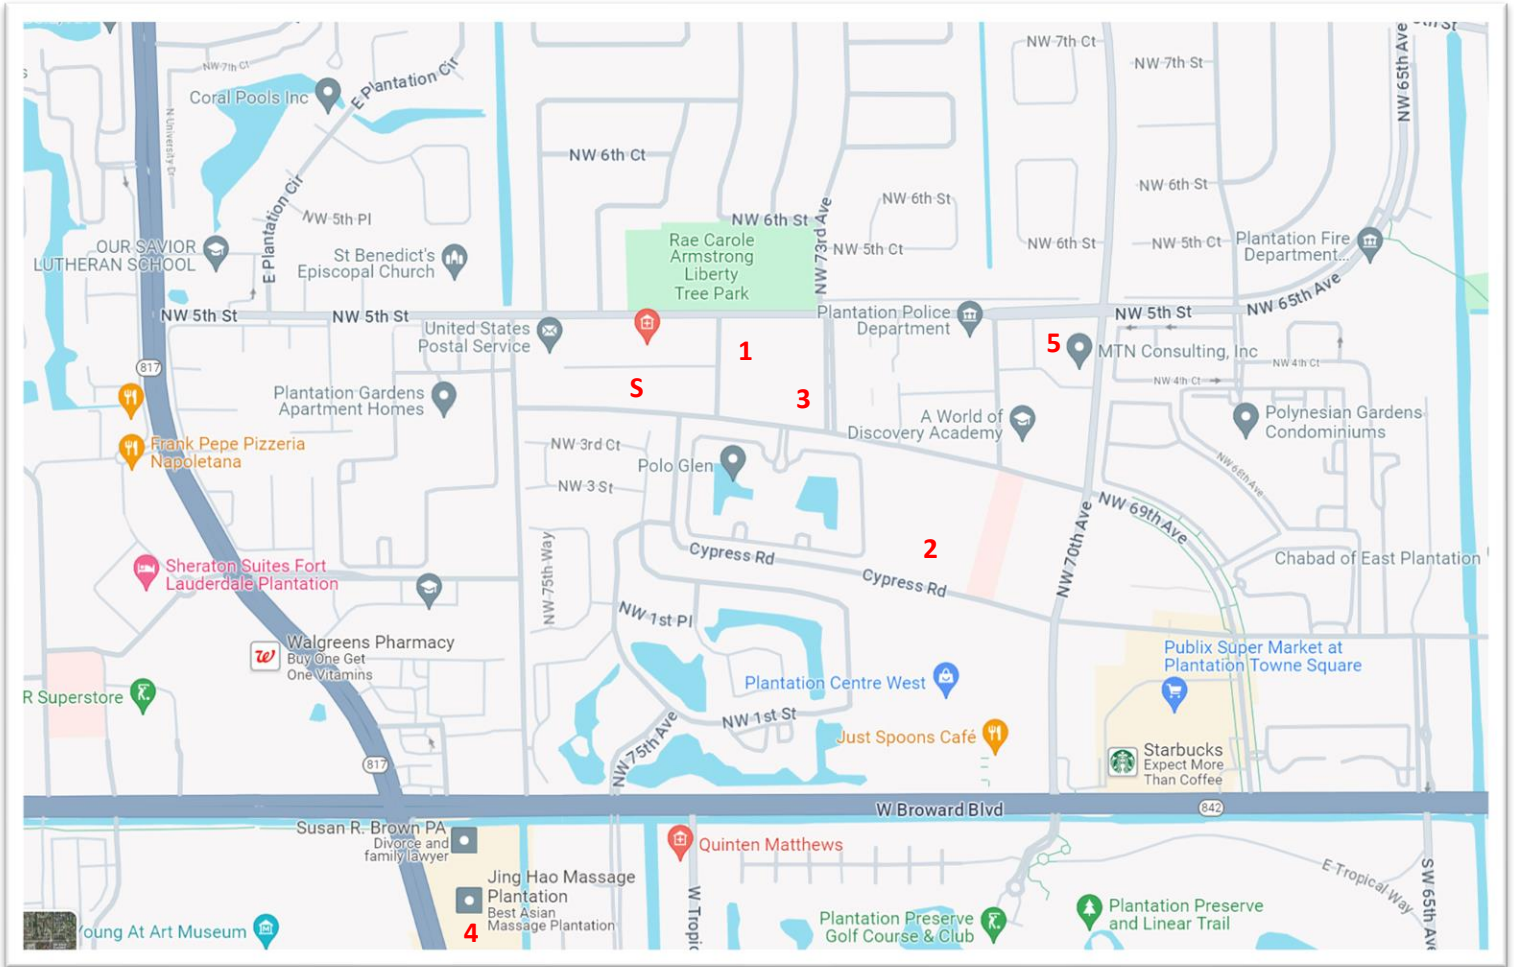 NW 65th Ave
NW 7th Ct
NW 7th St
NW 7th Ct
E Plantation Cir
Coral Pools Inc
N University Dr
NW 6th Ct
NW 6th St
NW 6th St
E Plantation Cir
NW 5th Pl
NW 6th St
NW 73rd Ave
Rae Carole
Armstrong
Liberty
Tree Park
NW 5th Ct
NW 6th St
NW 5th Ct
Plantation Fire
Department...
OUR SAVIOR
LUTHERAN SCHOOL
St Benedict's
Episcopal Church
NW 65th Ave
NW 5th St
NW 5th St
Plantation Police
Department
NW 5th St
United States
Postal Service
1
5
MTN Consulting, Inc
817
NW 4th Ct
NW 4th Ct
S
3
Plantation Gardens
Apartment Homes
A World of
Discovery Academy
Polynesian Gardens
Condominiums
Frank Pepe Pizzeria
Napoletana
NW 3rd Ct
Polo Glen
NW 68th Ave
NW 3 St
NW 69th Ave
NW 70th Ave
2
Cypress Rd
Cypress Rd
NW 75th Way
Chabad of East Plantation
Sheraton Suites Fort
Lauderdale Plantation
NW 1st Pl
Walgreens Pharmacy
Buy One Get
One Vitamins
Publix Super Market at
Plantation Towne Square
R Superstore
Plantation Centre West
NW 1st St
NW 75th Ave
Just Spoons Café
Starbucks
Expect More
Than Coffee
817
W Broward Blvd
842
Susan R. Brown PA
Divorce and
family lawyer
Quinten Matthews
E Tropical Way
SW 65th Ave
Jing Hao Massage
Plantation
Best Asian
Massage Plantation
4
W Tropic
Plantation Preserve
Golf Course & Club
Plantation Preserve
and Linear Trail
Young At Art Museum